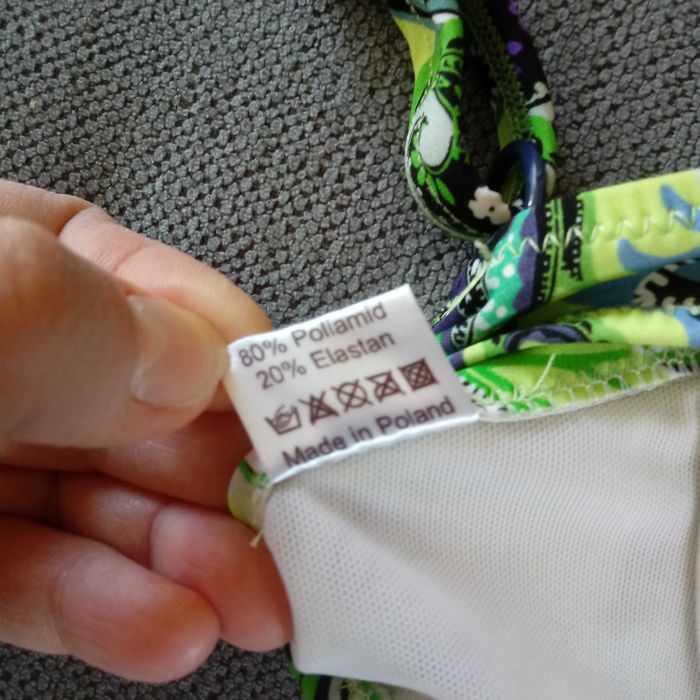 80% Poliamid
20% Elastan
Made in Poland